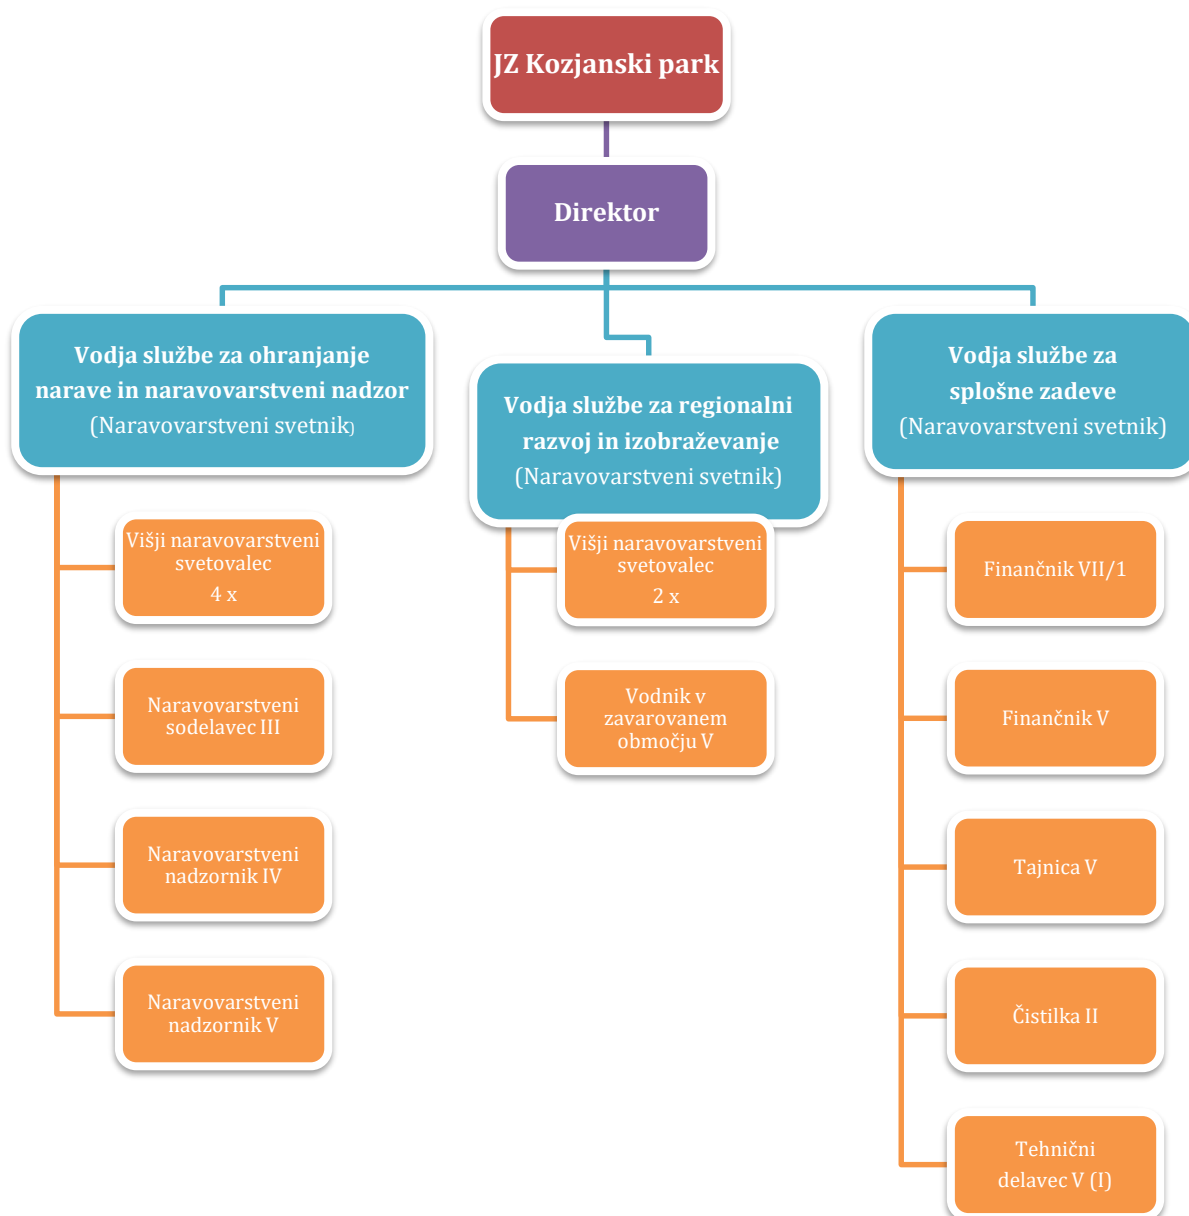 JZ Kozjanski park
Direktor
Vodja službe za ohranjanje
narave in naravovarstveni nadzor
(Naravovarstveni svetnik)
Višji naravovarstveni
svetovalec
4 x
Naravovarstveni
sodelavec III
Naravovarstveni
nadzornik IV
Naravovarstveni
nadzornik V
Vodja službe za regionalni
razvoj in izobraževanje
(Naravovarstveni svetnik)
Višji naravovarstveni
svetovalec
2 x
Vodnik v
zavarovanem
območju V
Vodja službe za
splošne zadeve
(Naravovarstveni svetnik)
Finančnik VII/1
Finančnik V
Tajnica V
Čistilka II
Tehnični
delavec V (I)